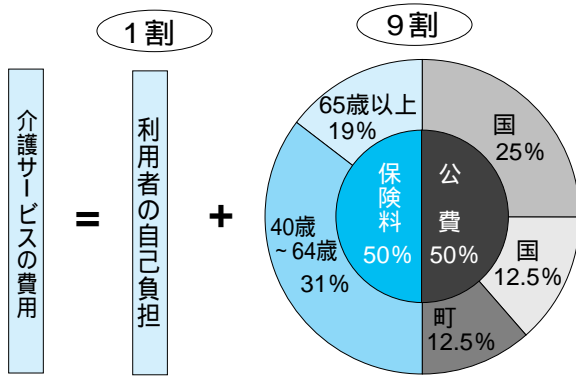 1割
9割
介護サービスの費用
=
利用者の自己負担
+
65歳以上
19%
40歳
~64歳
31%
保険料
50%
公費
50%
国
25%
国
12.5%
町
12.5%